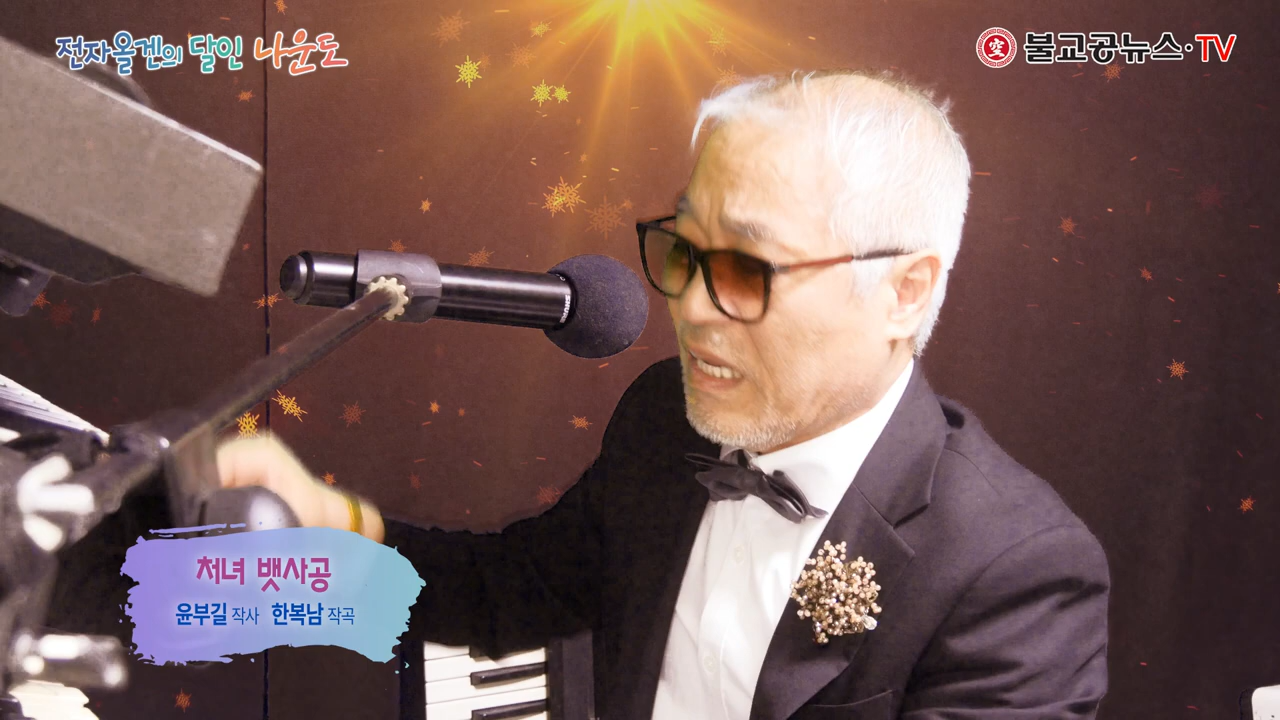 전자올겐의 달인 나운도
空 불교공뉴스·TV
처녀 뱃사공
윤부길 작사 한복남 작곡